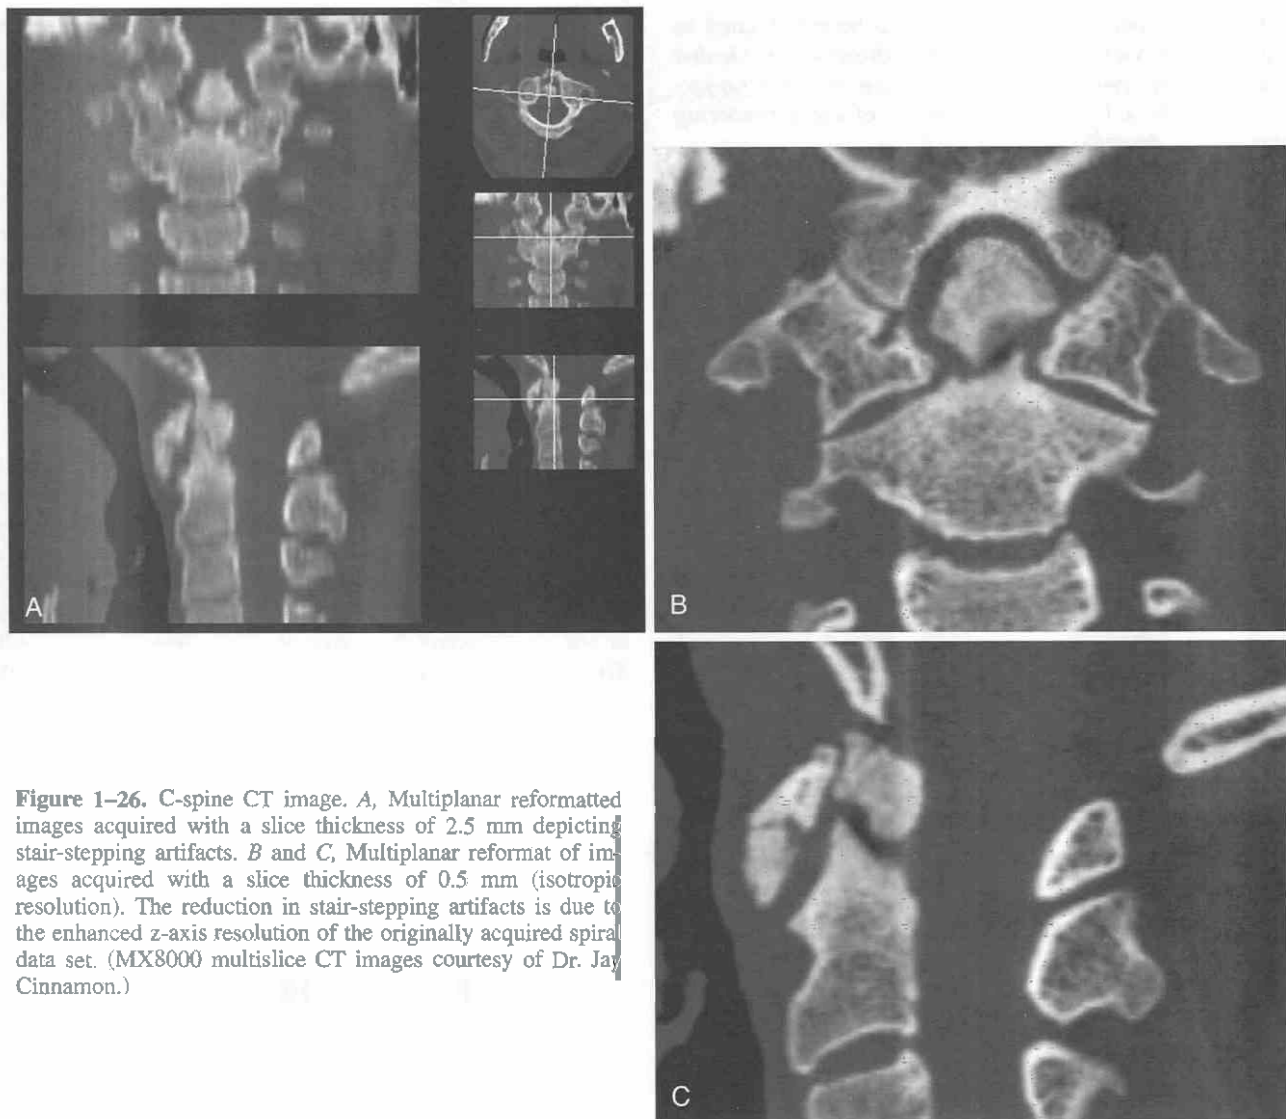 A
B
C
Figure 1–26. C-spine CT image. A, Multiplanar reformatted
images acquired with a slice thickness of 2.5 mm depicting
stair-stepping artifacts. B and C, Multiplanar reformat of im-
ages acquired with a slice thickness of 0.5 mm (isotropic
resolution). The reduction in stair-stepping artifacts is due to
the enhanced z-axis resolution of the originally acquired spiral
data set. (MX8000 multislice CT images courtesy of Dr. Jay
Cinnamon.)